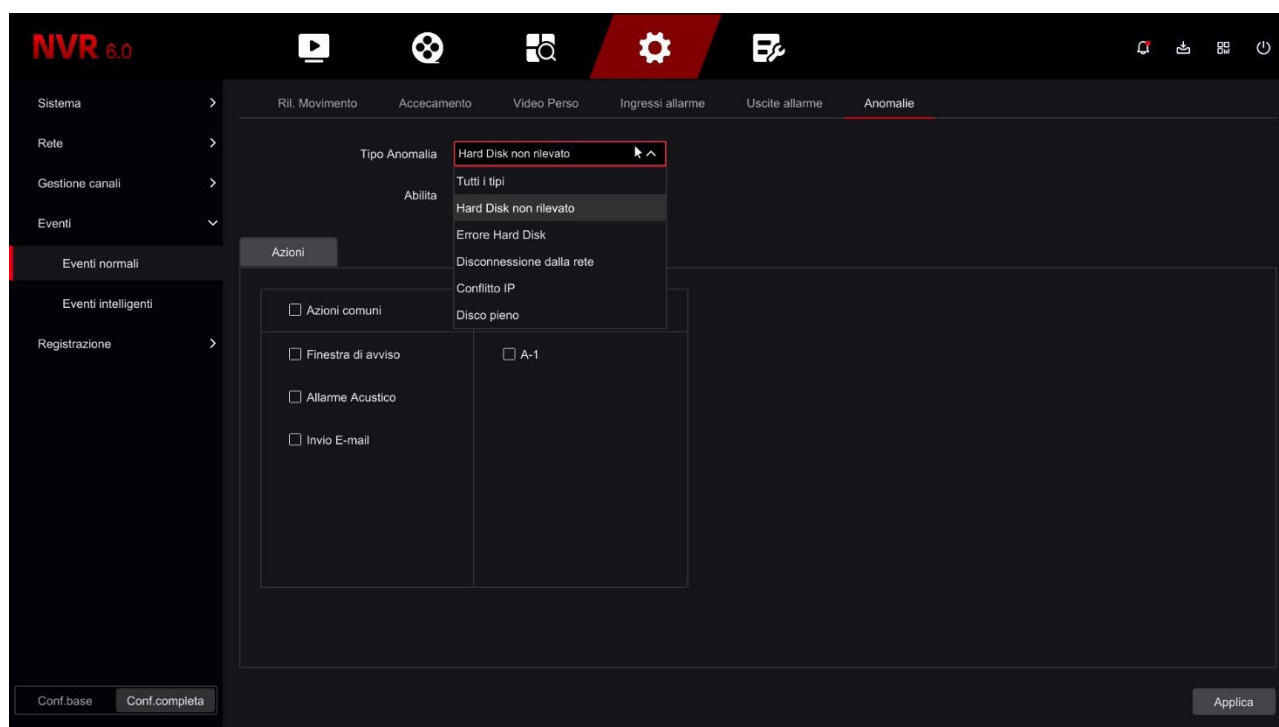 NVR 6.0
Sistema
Rete
Gestione canali
Eventi
Eventi normali
Eventi intelligenti
Registrazione
Conf.base
Conf.completa
Ril. Movimento
Accecamento
Video Perso
Ingressi allarme
Uscite allarme
Anomalie
Tipo Anomalia
Hard Disk non rilevato
Tutti i tipi
Hard Disk non rilevato
Errore Hard Disk
Disconnessione dalla rete
Conflitto IP
Disco pieno
Abilita
Azioni
Azioni comuni
Finestra di avviso
A-1
Allarme Acustico
Invio E-mail
Applica